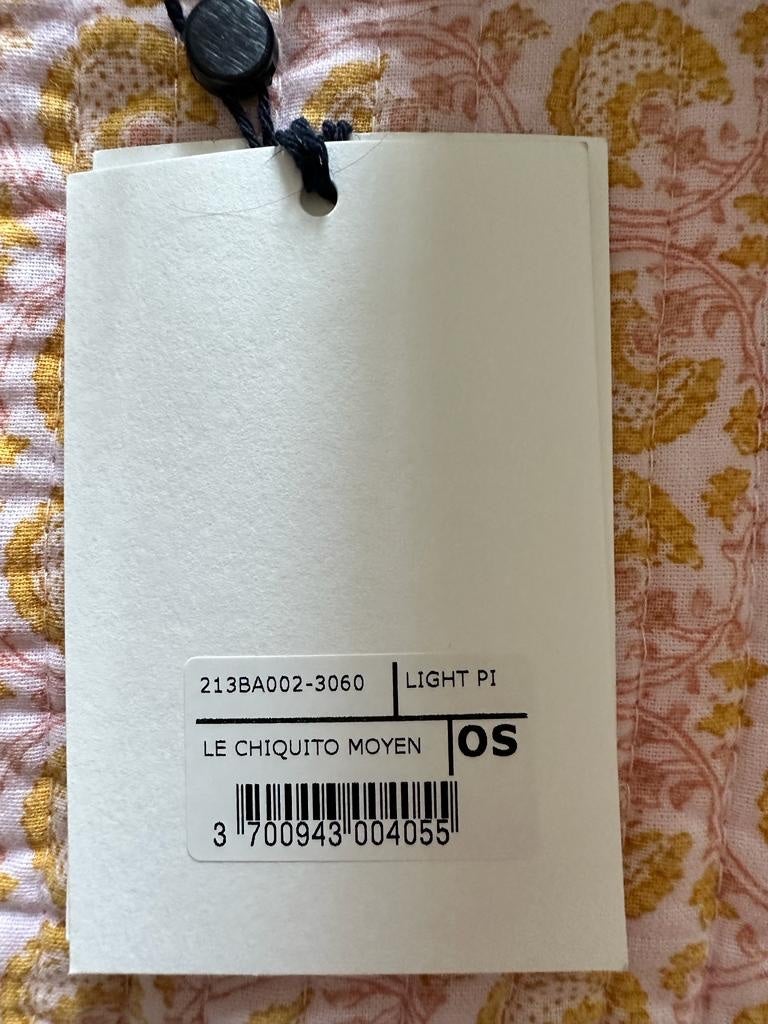 213BA002-3060 LIGHT PI
LE CHIQUITO MOYEN OS
3 700943 004055